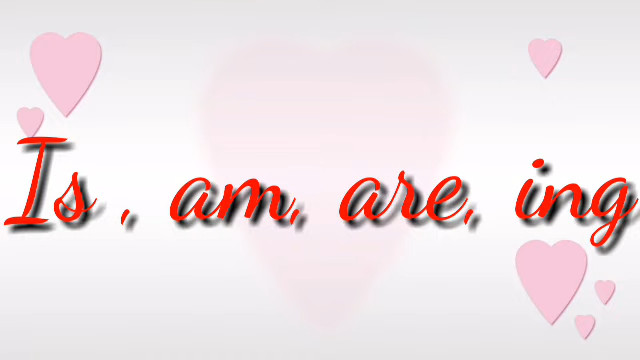 Is , am, are, ing